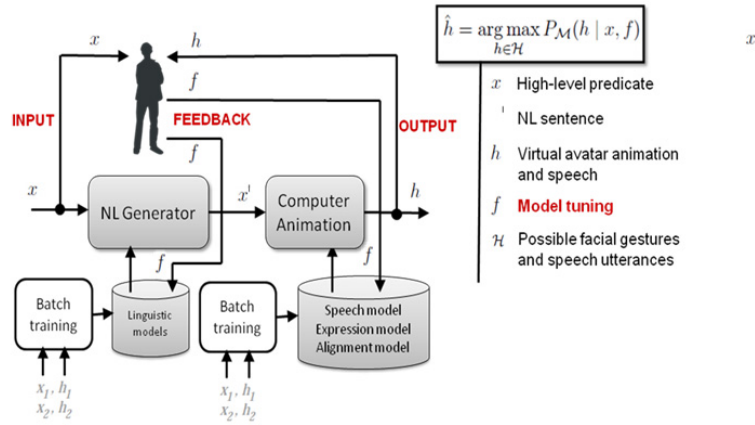 x
h
f
INPUT
FEEDBACK
OUTPUT
f
x
NL Generator
x'
Computer
Animation
h
f
f
Batch
training
Linguistic
models
Batch
training
Speech model
Expression model
Alignment model
x₁, h₁
x₂, h₂
x₁, h₁
x₂, h₂
ĥ = arg max P_M(h | x, f)
h∈ℋ
x High-level predicate
' NL sentence
h Virtual avatar animation
and speech
f Model tuning
ℋ Possible facial gestures
and speech utterances
x